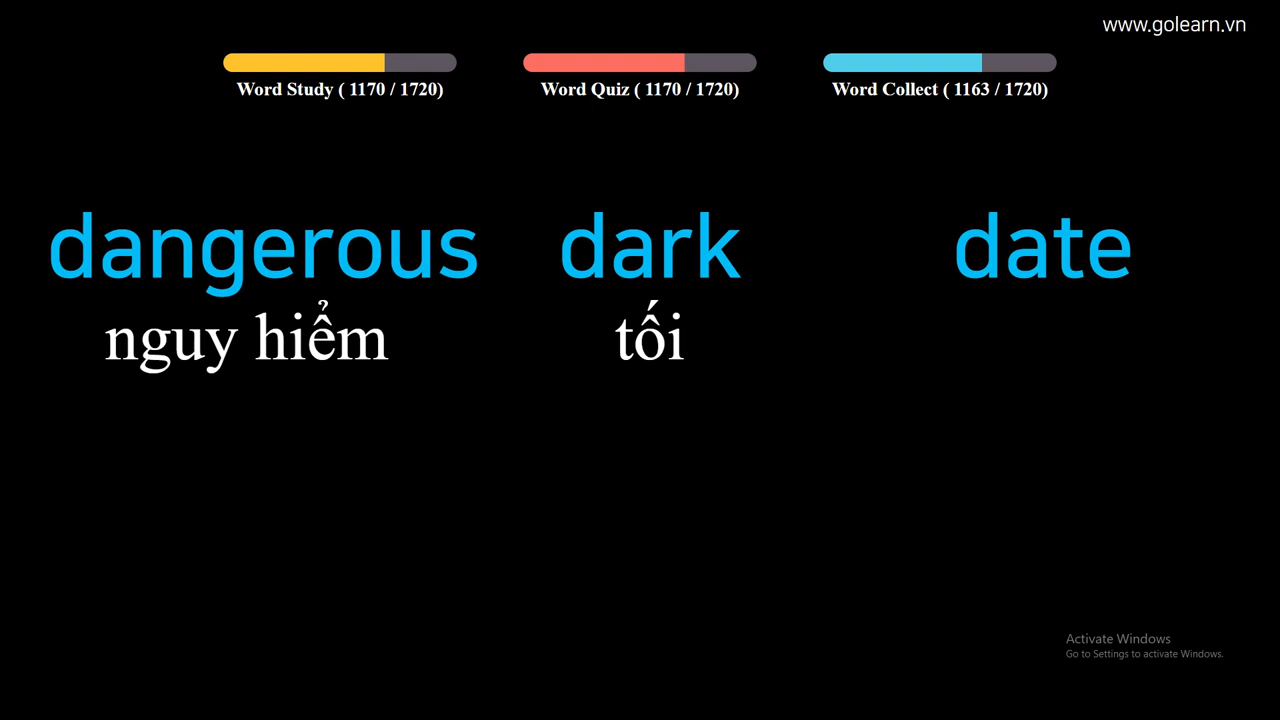 www.golearn.vn
Word Study ( 1170 / 1720)
Word Quiz ( 1170 / 1720)
Word Collect ( 1163 / 1720)
dangerous
nguy hiểm
dark
tối
date
Activate Windows
Go to Settings to activate Windows.